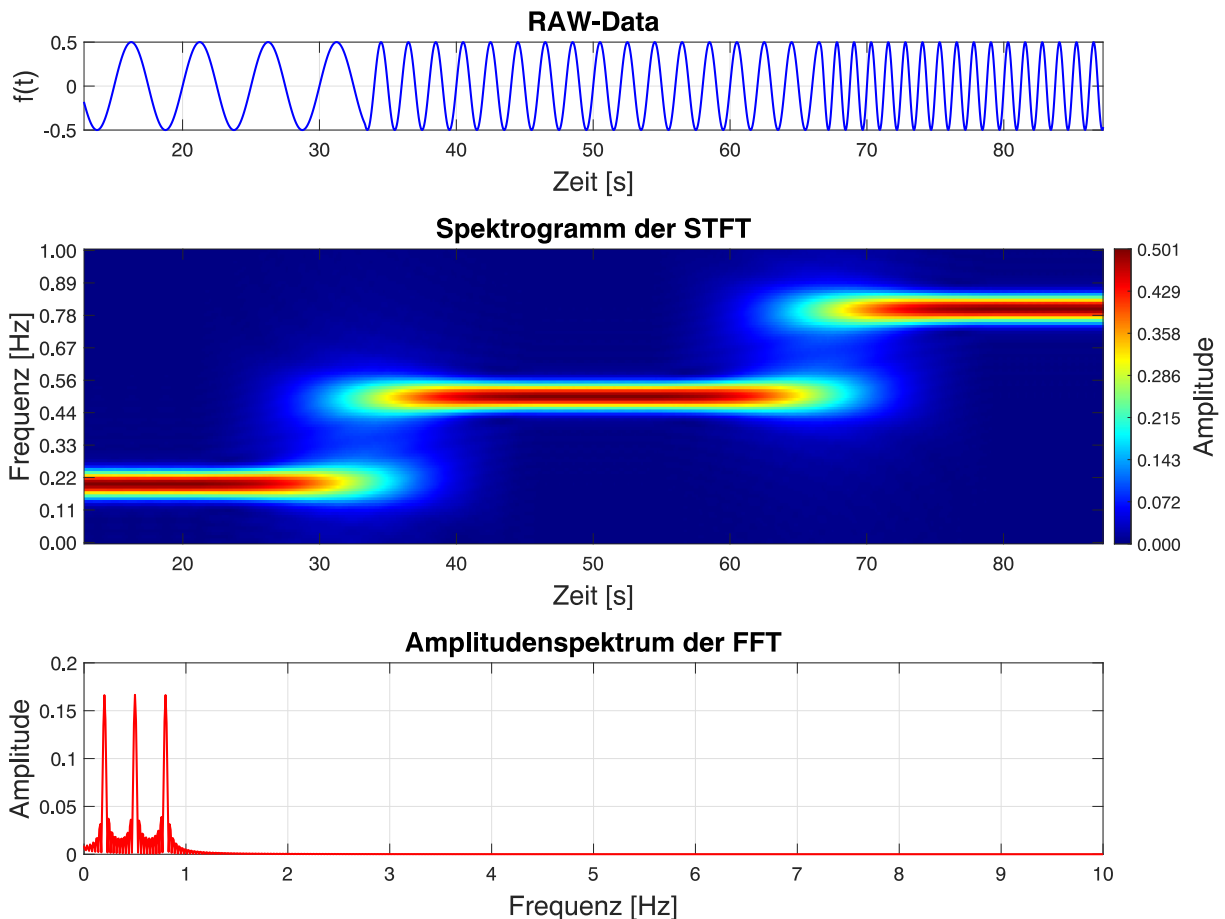 RAW-Data
0.5
0
-0.5
f(t)
20 30 40 50 60 70 80
Zeit [s]
Spektrogramm der STFT
1.00
0.89
0.78
0.67
0.56
0.44
0.33
0.22
0.11
0.00
Frequenz [Hz]
20 30 40 50 60 70 80
Zeit [s]
0.501
0.429
0.358
0.286
0.215
0.143
0.072
0.000
Amplitude
Amplitudenspektrum der FFT
0.2
0.15
0.1
0.05
0
Amplitude
0 1 2 3 4 5 6 7 8 9 10
Frequenz [Hz]